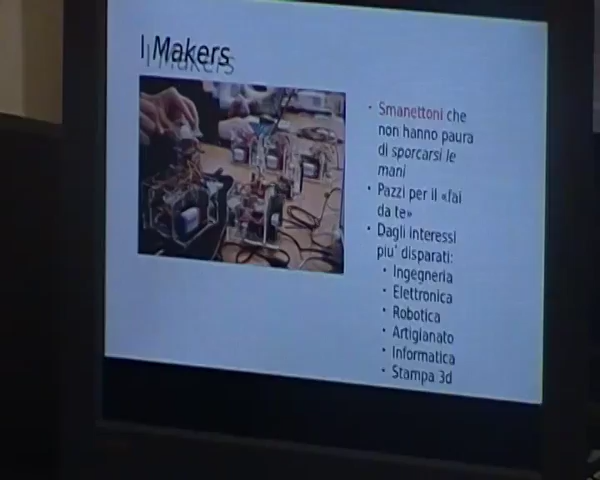 I Makers
• Smanettoni che
non hanno paura
di sporcarsi le
mani
• Pazzi per il «fai
da te»
• Dagli interessi
piu' disparati:
• Ingegneria
• Elettronica
• Robotica
• Artigianato
• Informatica
• Stampa 3d